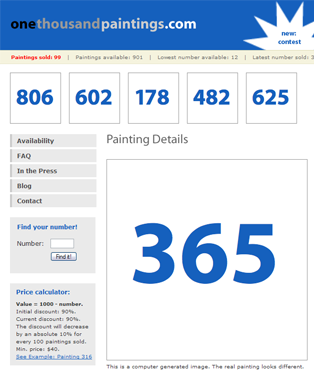 onethousandpaintings.com
new:
contest
Paintings sold: 99 | Paintings available: 901 | Lowest number available: 12 | Latest number sold: 3
806 602 178 482 625
Availability
FAQ
In the Press
Blog
Contact
Find your number!
Number:
Find it!
Price calculator:
Value = 1000 - number.
Initial discount: 90%.
Current discount: 90%.
The discount will decrease
by an absolute 10% for
every 100 paintings sold.
Min. price: $40.
See Example: Painting 316
Painting Details
365
This is a computer generated image. The real painting looks different.